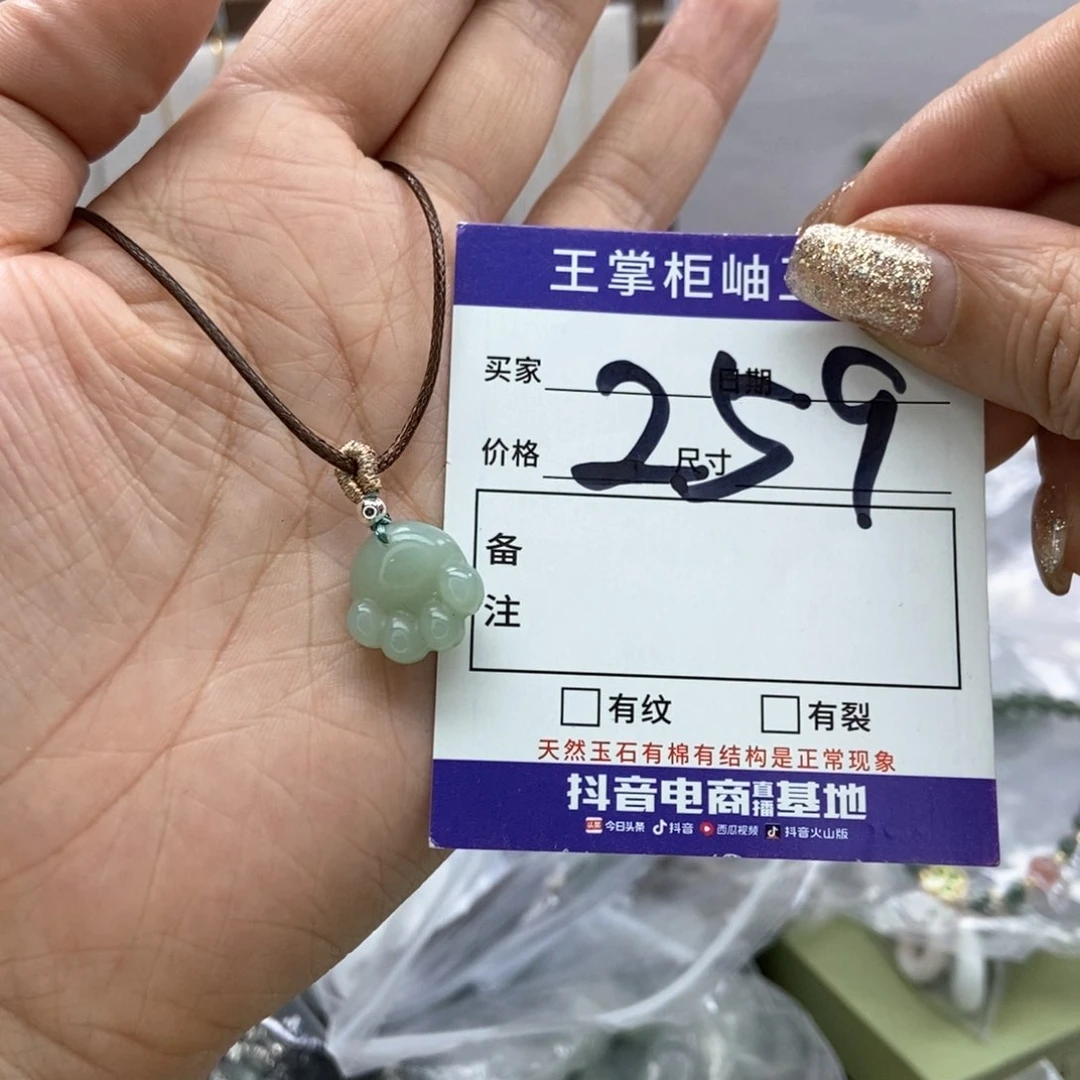 王掌柜岫
买家 日期
259
价格 尺寸
备
注
有纹 有裂
天然玉石有棉有结构是正常现象
抖音电商直播基地
头条 今日头条 抖音 西瓜视频 抖音火山版